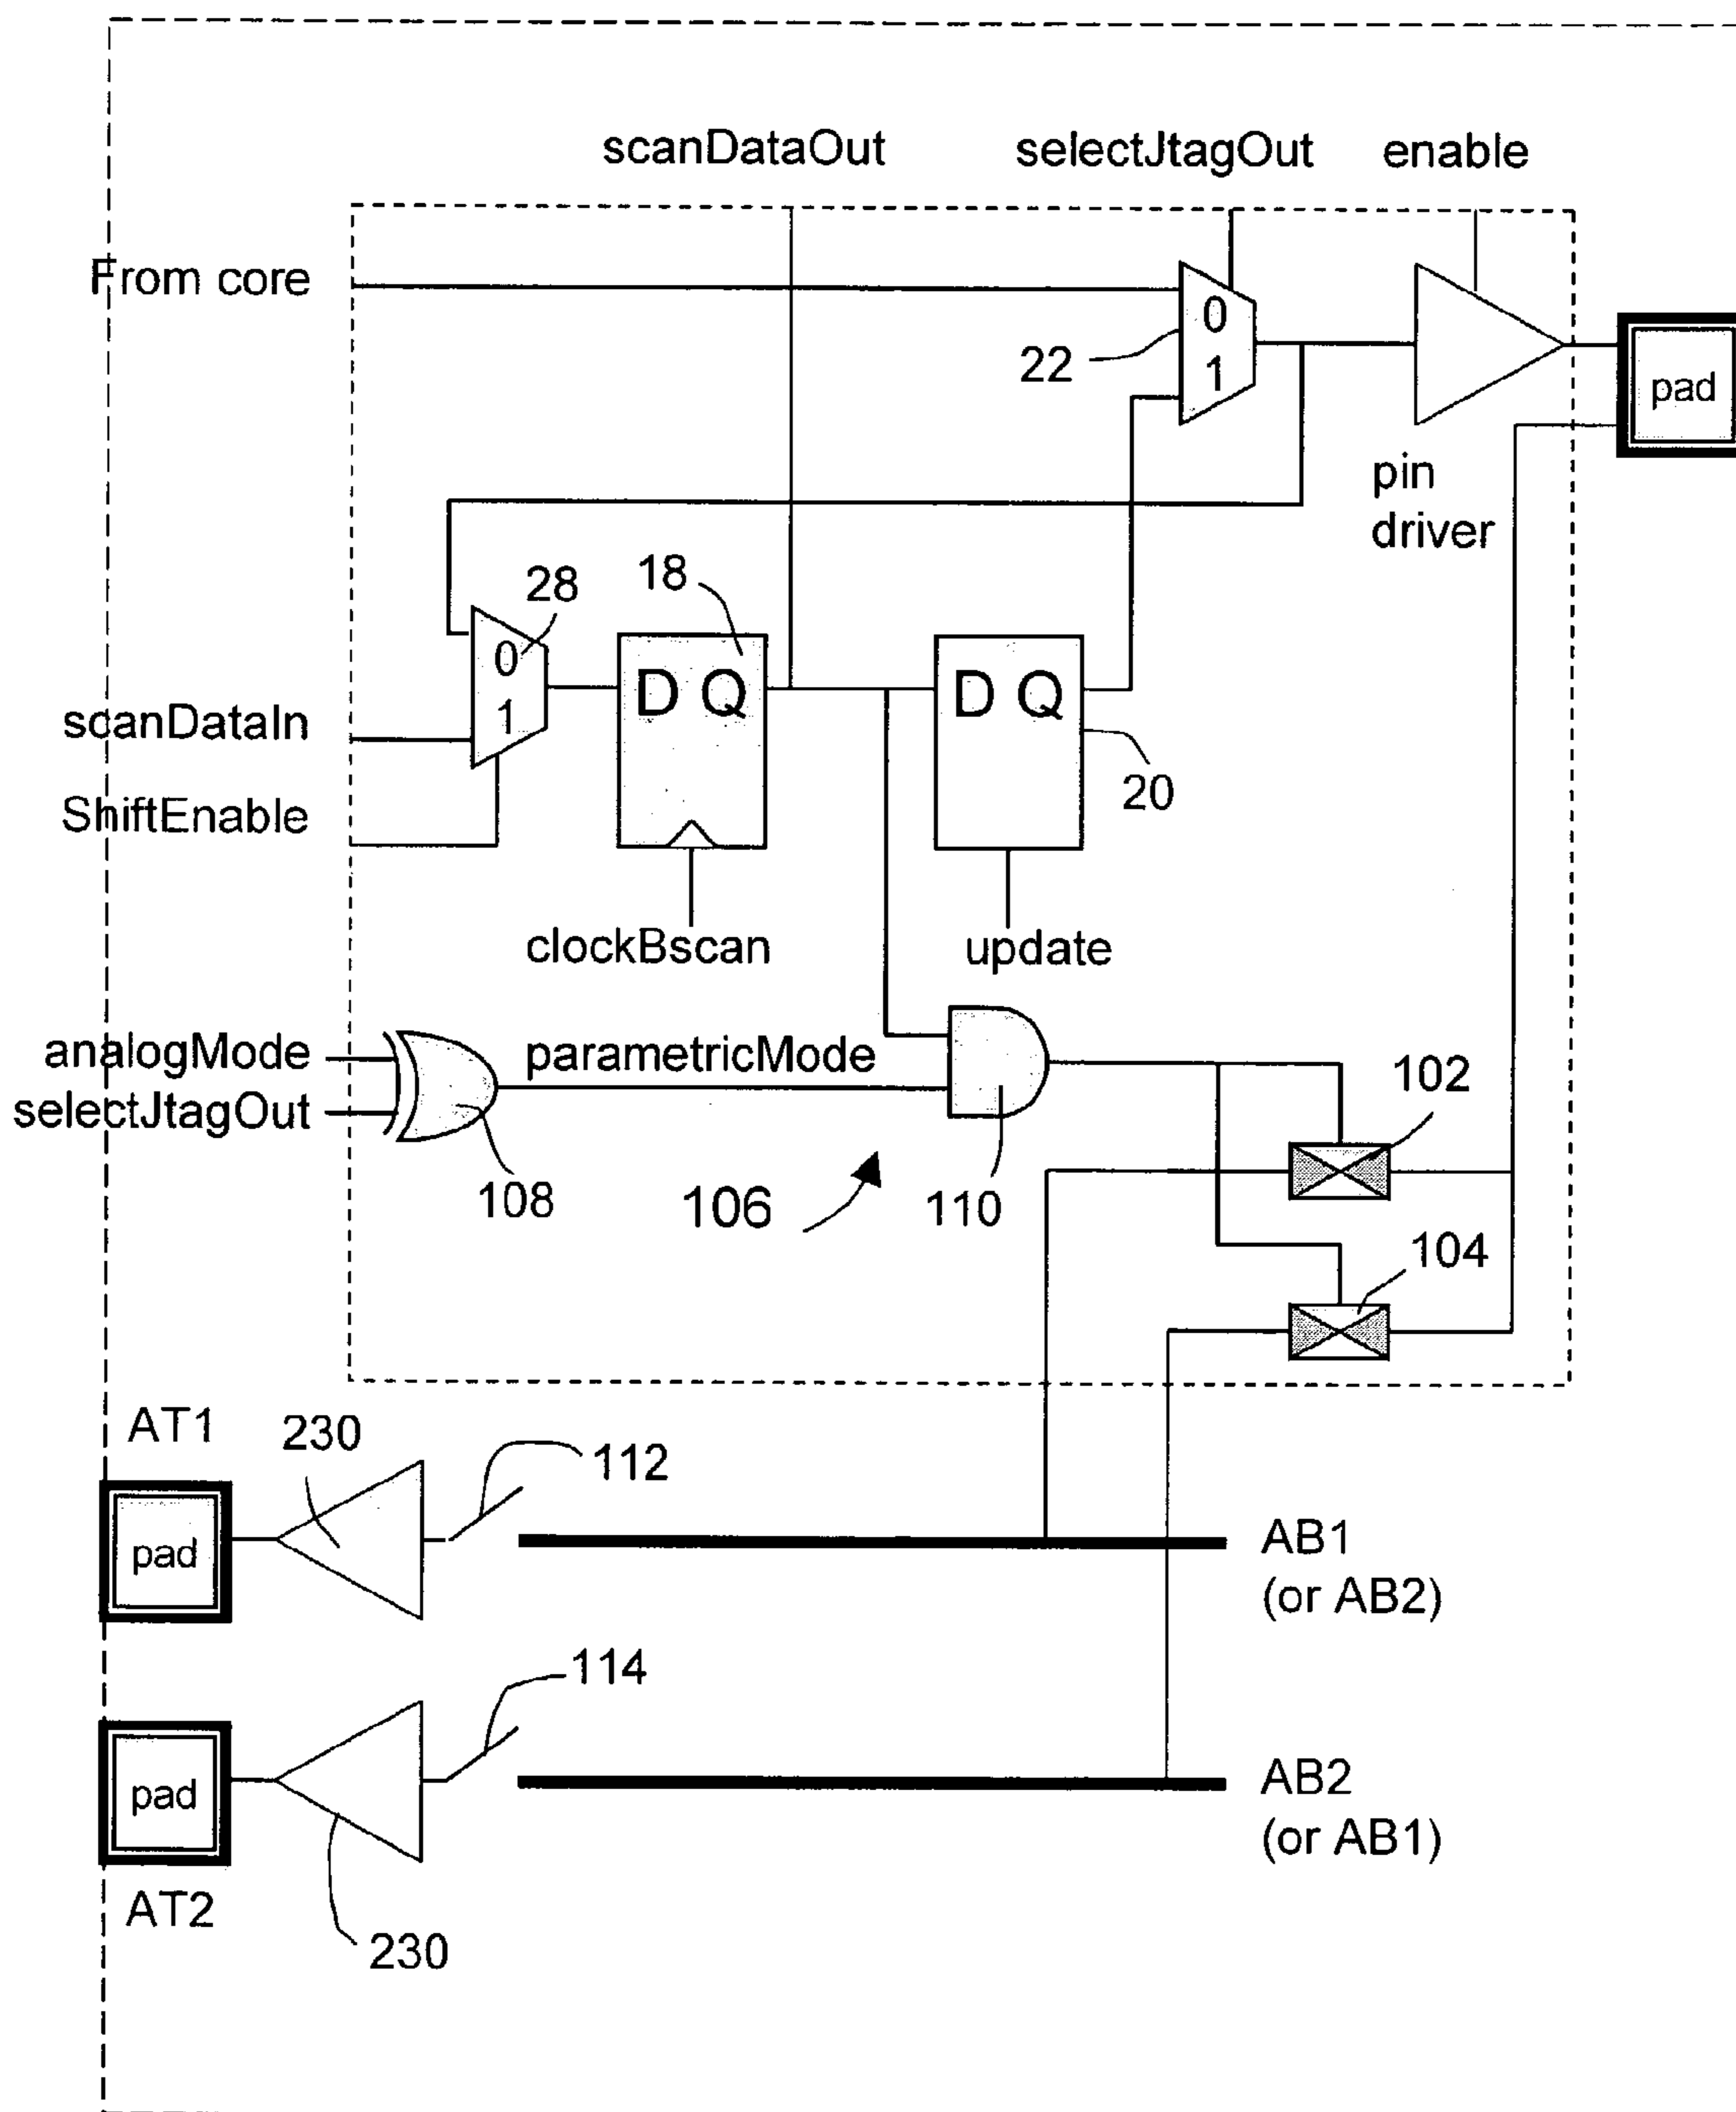 scanDataOut
selectJtagOut
enable
From core
0
1
22
pad
pin
driver
28
18
0
1
D Q
D Q
scanDataIn
20
ShiftEnable
clockBscan
update
analogMode
parametricMode
selectJtagOut
102
108
106
110
104
AT1
230
112
pad
AB1
(or AB2)
114
pad
AB2
(or AB1)
AT2
230